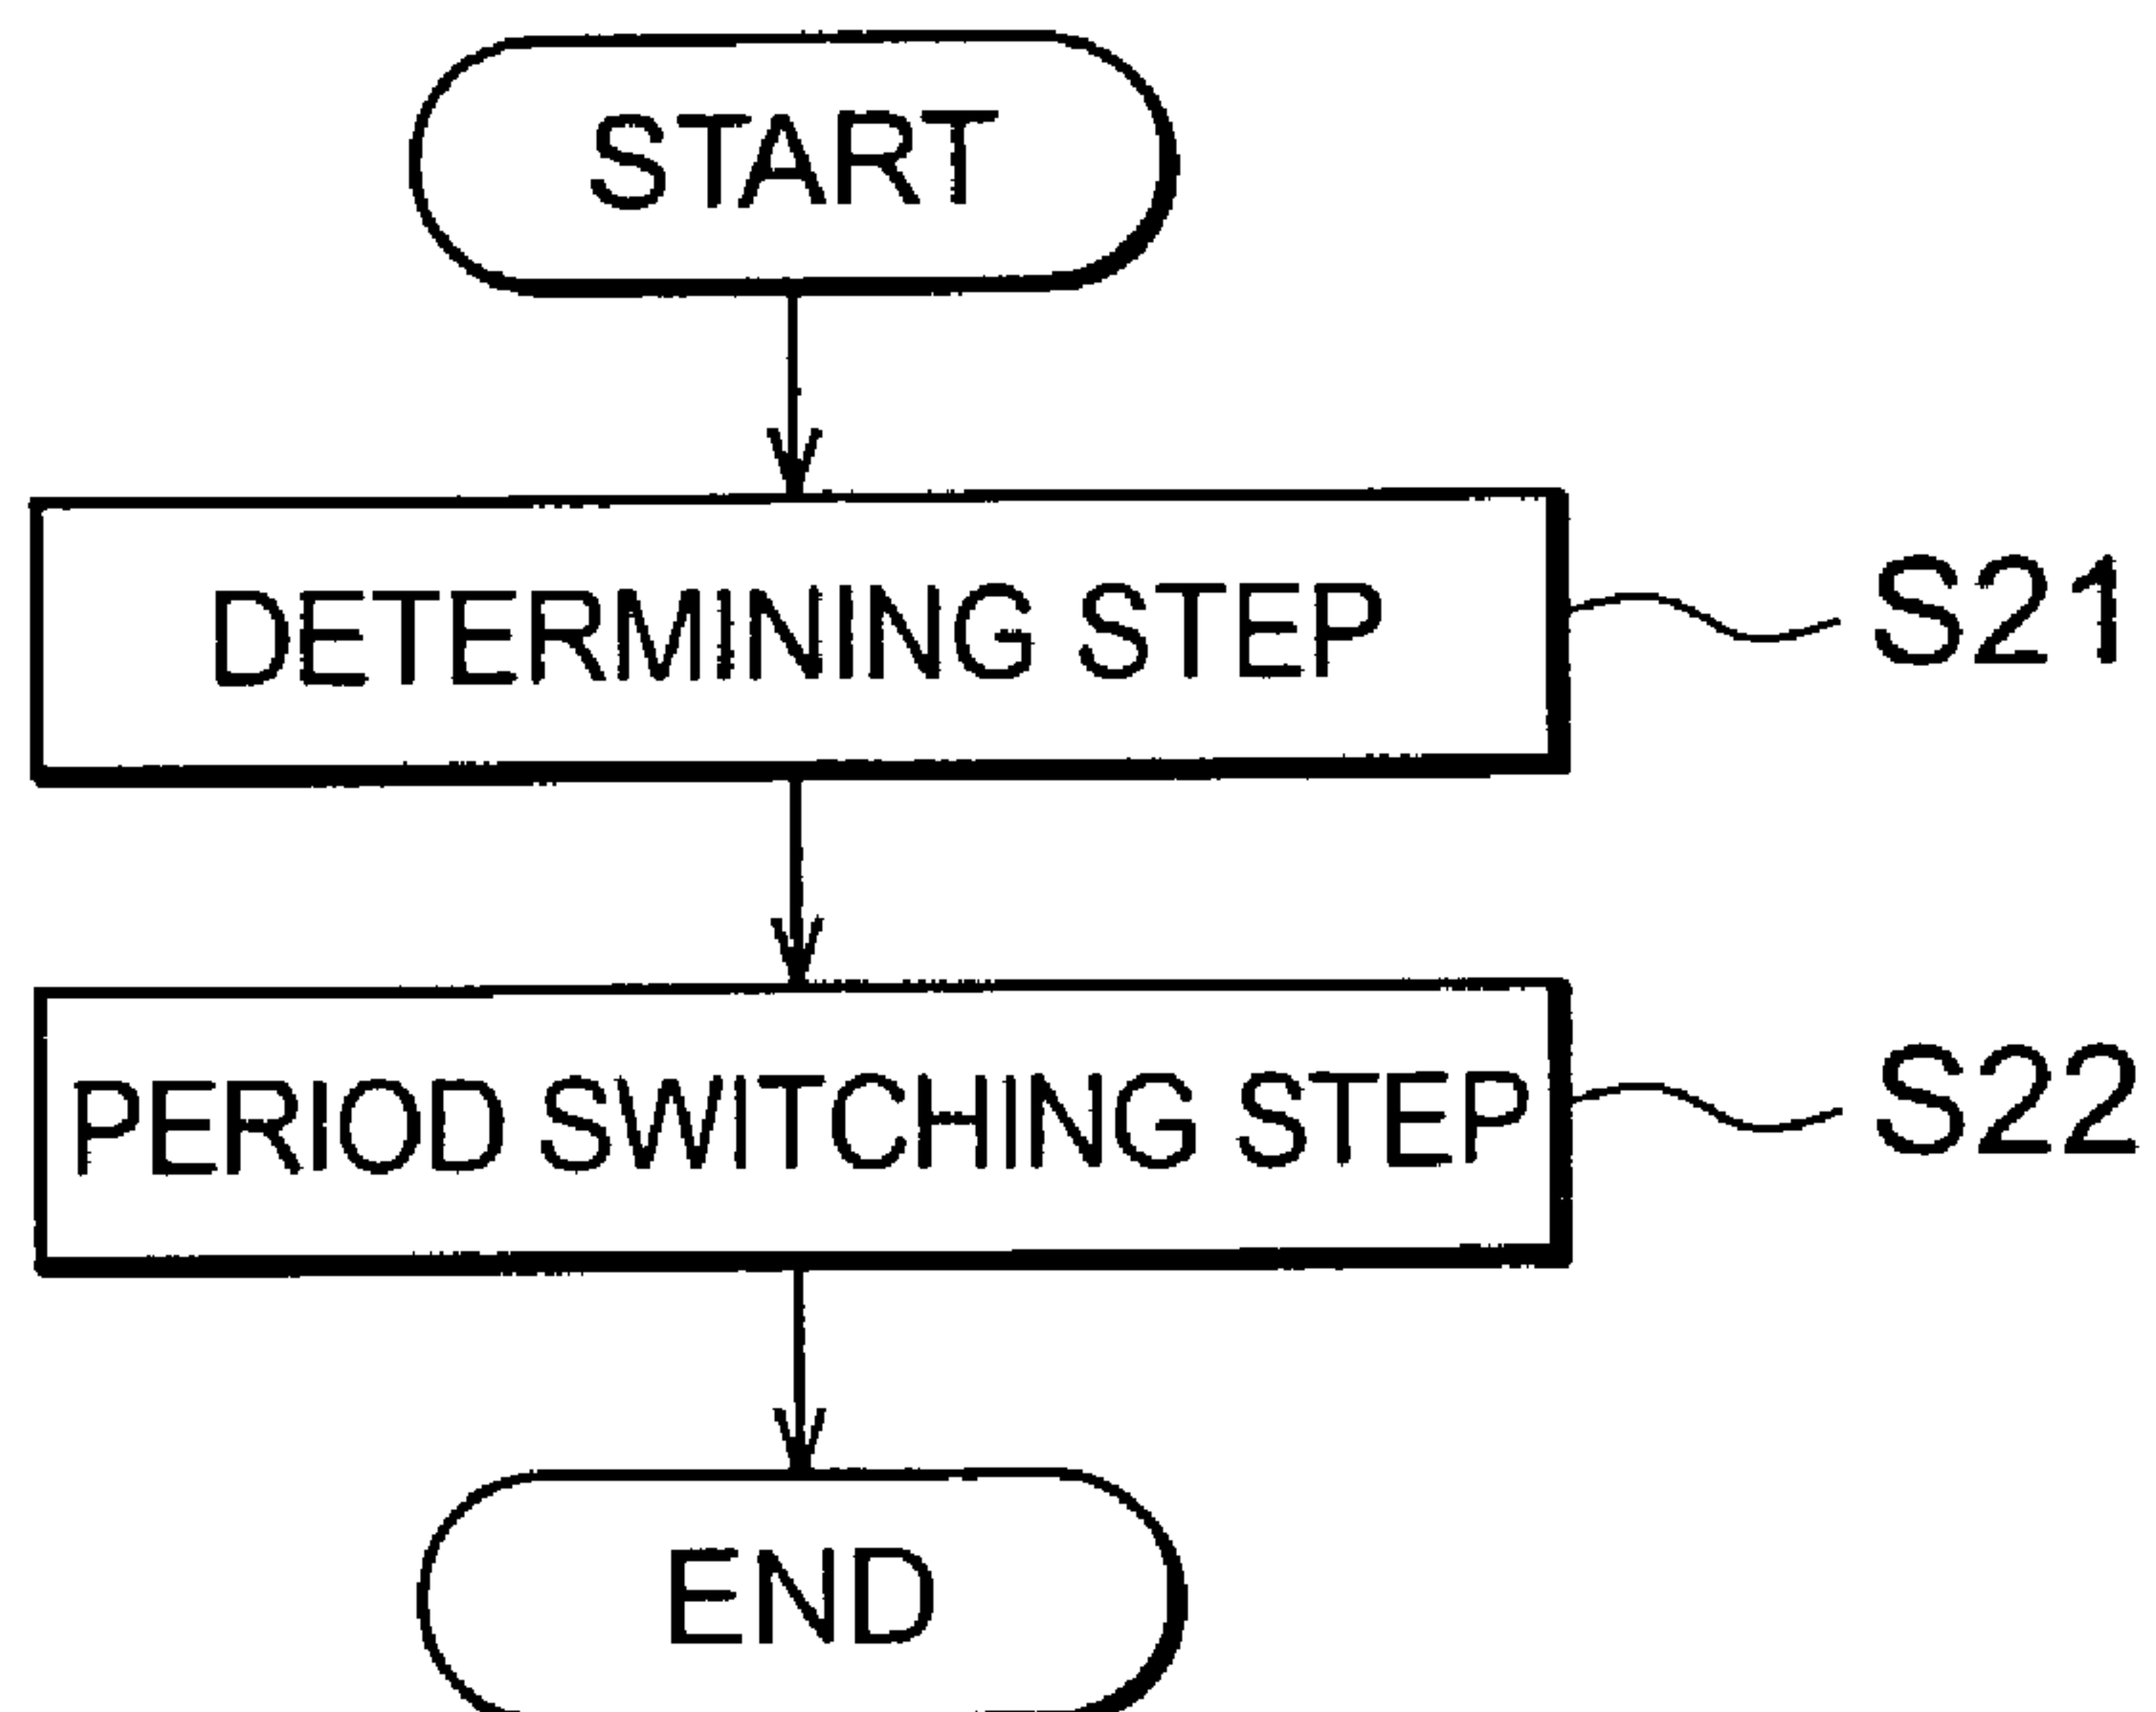 START
DETERMINING STEP
S21
PERIOD SWITCHING STEP
S22
END